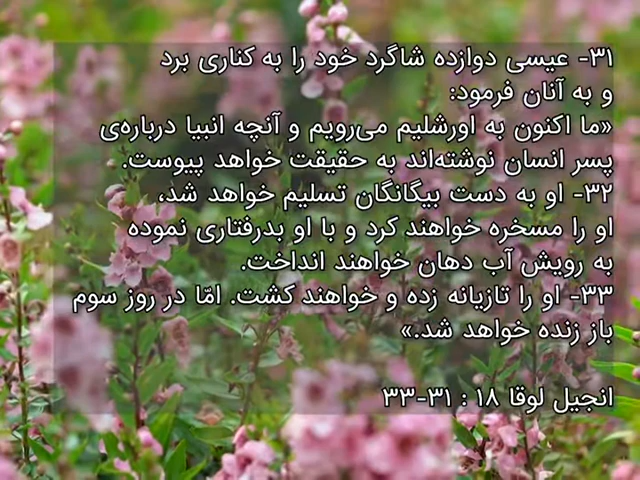 ۳۱- عیسی دوازده شاگرد خود را به کناری برد
و به آنان فرمود:
«ما اکنون به اورشلیم می‌رویم و آنچه انبیا درباره‌ی
پسر انسان نوشته‌اند به حقیقت خواهد پیوست.
۳۲- او به دست بیگانگان تسلیم خواهد شد،
او را مسخره خواهند کرد و با او بدرفتاری نموده
به رویش آب دهان خواهند انداخت.
۳۳- او را تازیانه زده و خواهند کشت. امّا در روز سوم
باز زنده خواهد شد.»
انجیل لوقا ۱۸ : ۳۱-۳۳